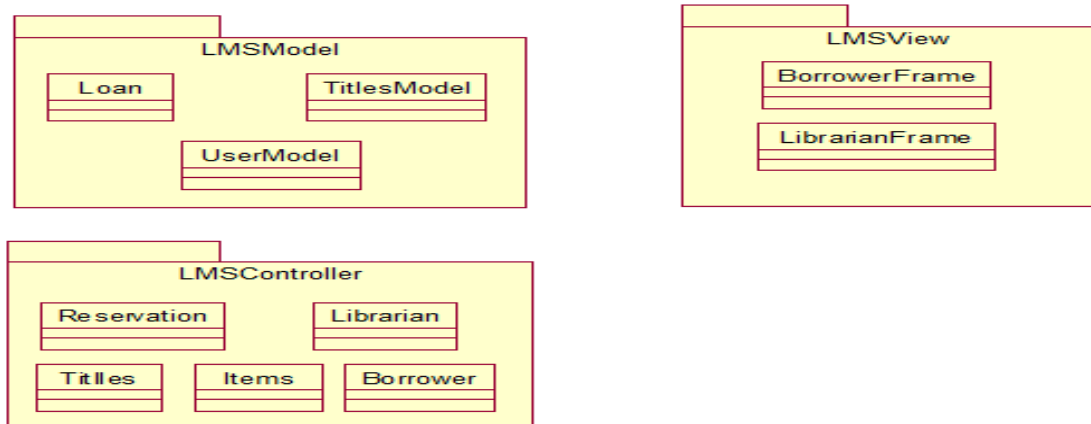 LMSModel
Loan
TitlesModel
UserModel
LMSView
BorrowerFrame
LibrarianFrame
LMSController
Reservation
Librarian
Titlles
Items
Borrower